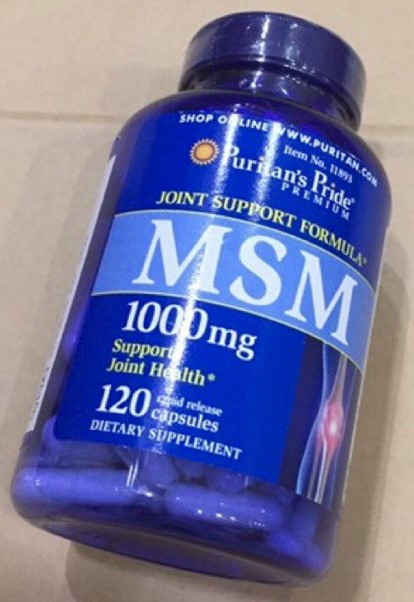 SHOP ONLINE WWW.PURITAN.COM
Item No. 11893
Puritan's Pride®
PREMIUM
JOINT SUPPORT FORMULA*
MSM
1000mg
Supports
Joint Health*
120 rapid release
capsules
DIETARY SUPPLEMENT